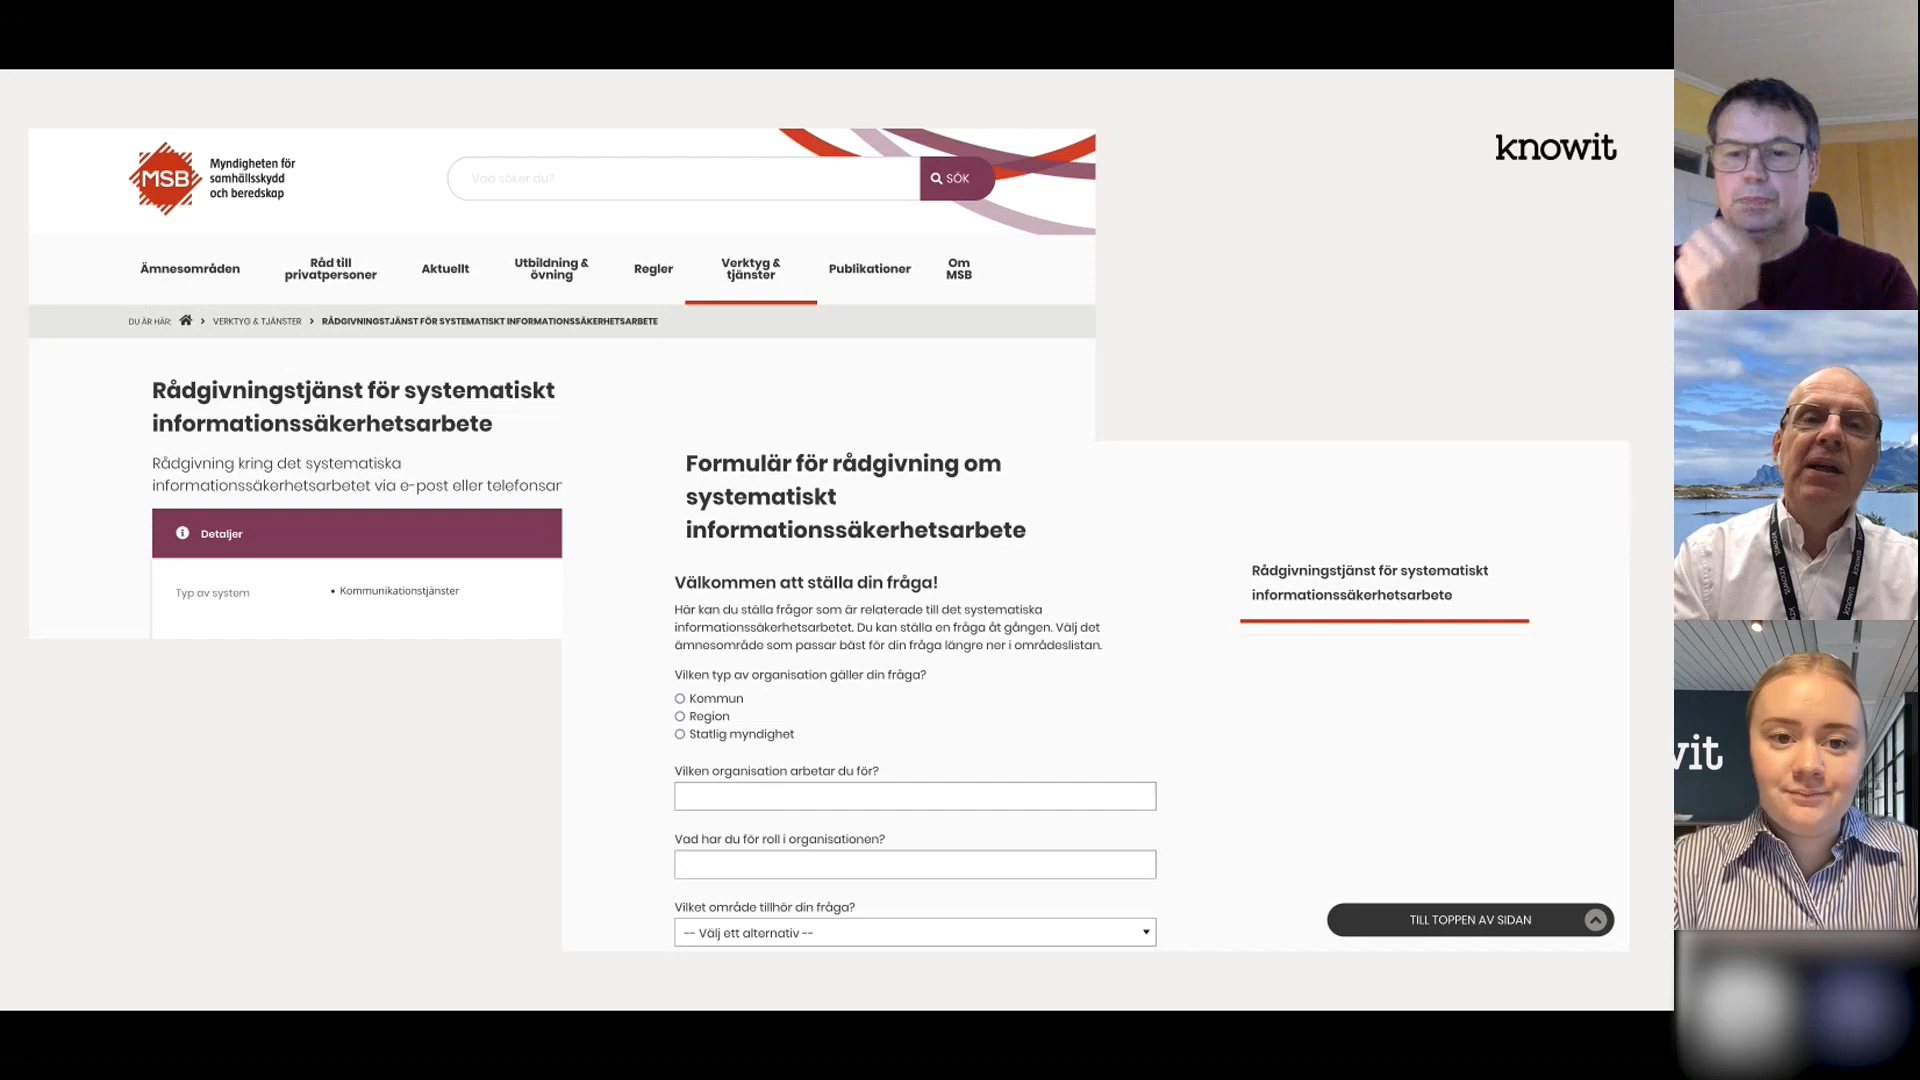 knowit
MSB
Myndigheten för
samhällsskydd
och beredskap
Vad söker du?
SÖK
Ämnesområden
Råd till
privatpersoner
Aktuellt
Utbildning &
övning
Regler
Verktyg &
tjänster
Publikationer
Om
MSB
DU ÄR HÄR: > VERKTYG & TJÄNSTER > RÅDGIVNINGSTJÄNST FÖR SYSTEMATISKT INFORMATIONSSÄKERHETSARBETE
Rådgivningstjänst för systematiskt
informationssäkerhetsarbete
Rådgivning kring det systematiska
informationssäkerhetsarbetet via e-post eller telefonsar
Detaljer
Typ av system
• Kommunikationstjänster
Formulär för rådgivning om
systematiskt
informationssäkerhetsarbete
Välkommen att ställa din fråga!
Här kan du ställa frågor som är relaterade till det systematiska
informationssäkerhetsarbetet. Du kan ställa en fråga åt gången. Välj det
ämnesområde som passar bäst för din fråga längre ner i områdeslistan.
Vilken typ av organisation gäller din fråga?
Kommun
Region
Statlig myndighet
Vilken organisation arbetar du för?
Vad har du för roll i organisationen?
Vilket område tillhör din fråga?
-- Välj ett alternativ --
Rådgivningstjänst för systematiskt
informationssäkerhetsarbete
TILL TOPPEN AV SIDAN
vit